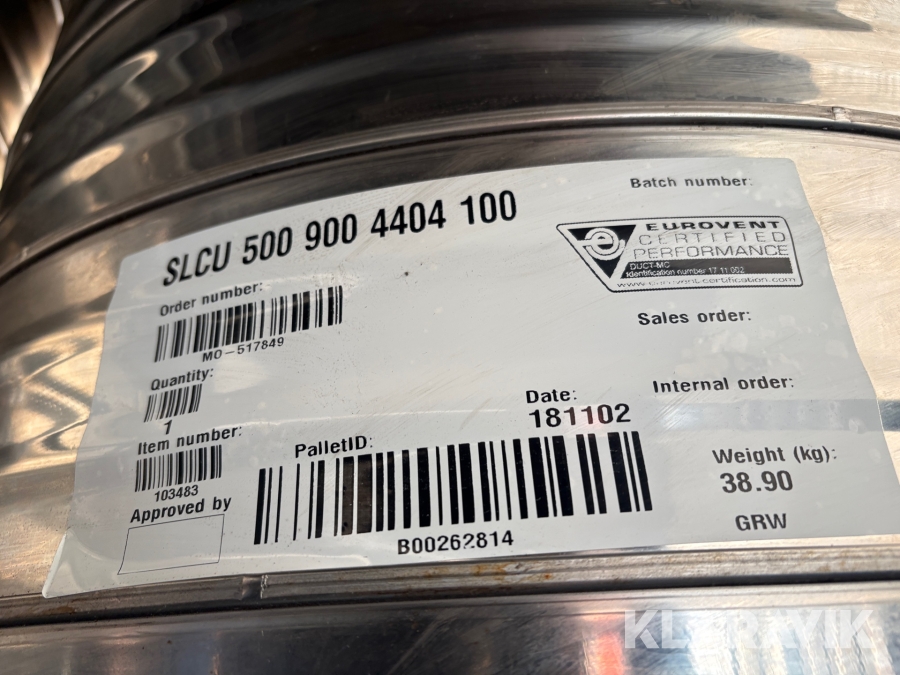 SLCU 500 900 4404 100
Batch number:
EUROVENT
CERTIFIED
PERFORMANCE
DUCT-MC
Identification number 17 11 002
www.eurovent-certification.com
Order number:
MO-517849
Sales order:
Quantity:
1
Internal order:
Date:
181102
Item number:
103483
PalletID:
B00262814
Weight (kg):
38.90
Approved by
GRW
KLARAVIK